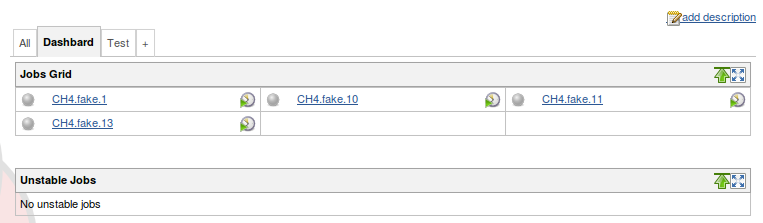 add description
All Dashbard Test +
Jobs Grid
CH4.fake.1 CH4.fake.10 CH4.fake.11
CH4.fake.13
Unstable Jobs
No unstable jobs